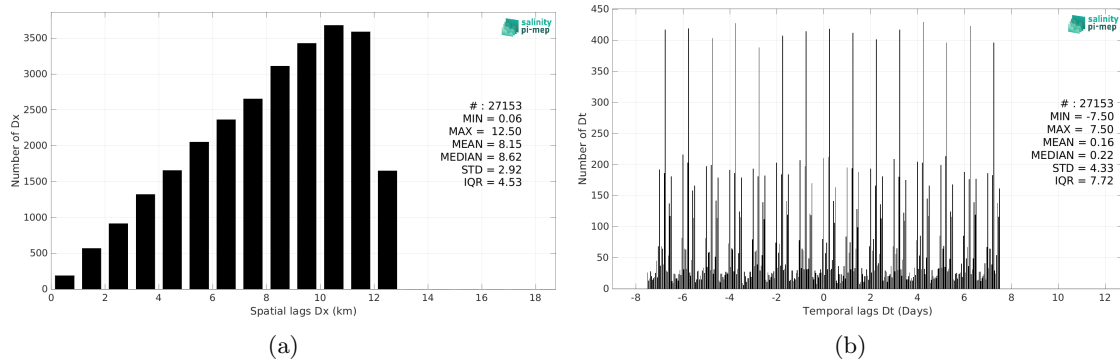 3500
3000
2500
2000
1500
1000
500
0
Number of Dx
0 2 4 6 8 10 12 14 16 18
Spatial lags Dx (km)
salinity
pi-mep
# : 27153
MIN = 0.06
MAX = 12.50
MEAN = 8.15
MEDIAN = 8.62
STD = 2.92
IQR = 4.53
(a)
450
400
350
300
250
200
150
100
50
0
Number of Dt
-8 -6 -4 -2 0 2 4 6 8 10 12
Temporal lags Dt (Days)
salinity
pi-mep
# : 27153
MIN = -7.50
MAX = 7.50
MEAN = 0.16
MEDIAN = 0.22
STD = 4.33
IQR = 7.72
(b)